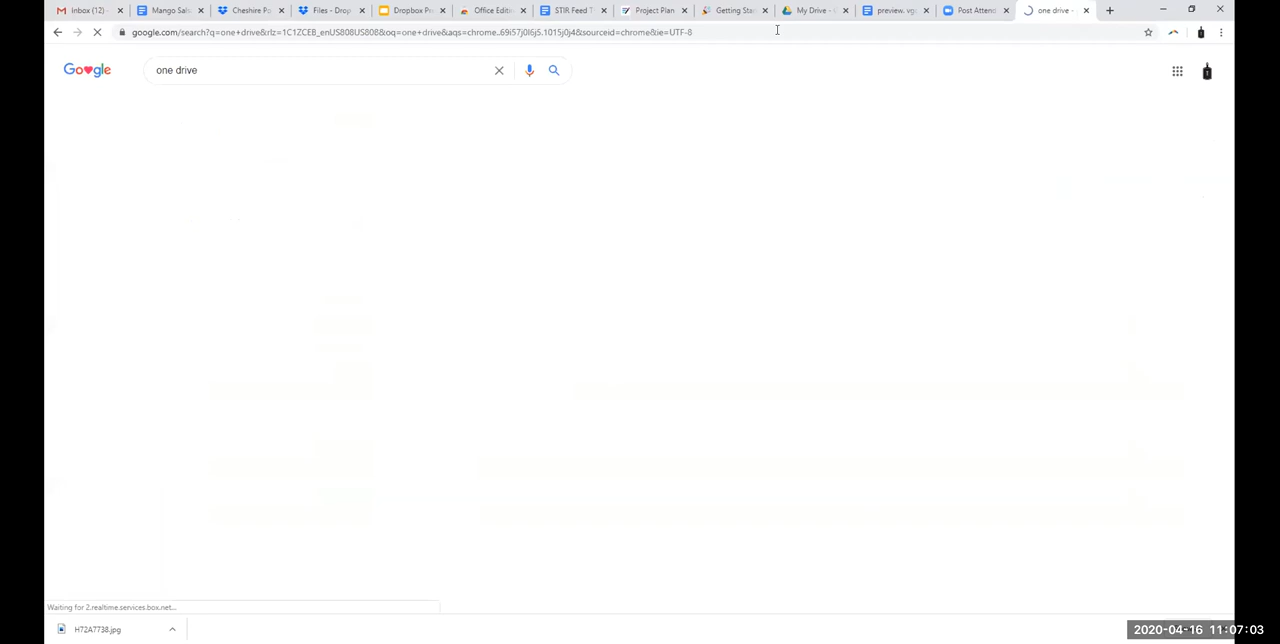 Inbox (12)
Mango Sals
Cheshire Po
Files - Drop
Dropbox Pr
Office Editin
STIR Feed T
Project Plan
Getting Star
My Drive -
preview. vgc
Post Attend
one drive -
google.com/search?q=one+drive&rlz=1C1ZCEB_enUS808US808&oq=one+drive&aqs=chrome..69i57j0l6j5.1015j0j4&sourceid=chrome&ie=UTF-8
Google
one drive
Waiting for 2.realtime.services.box.net...
H72A7738.jpg
2020-04-16 11:07:03